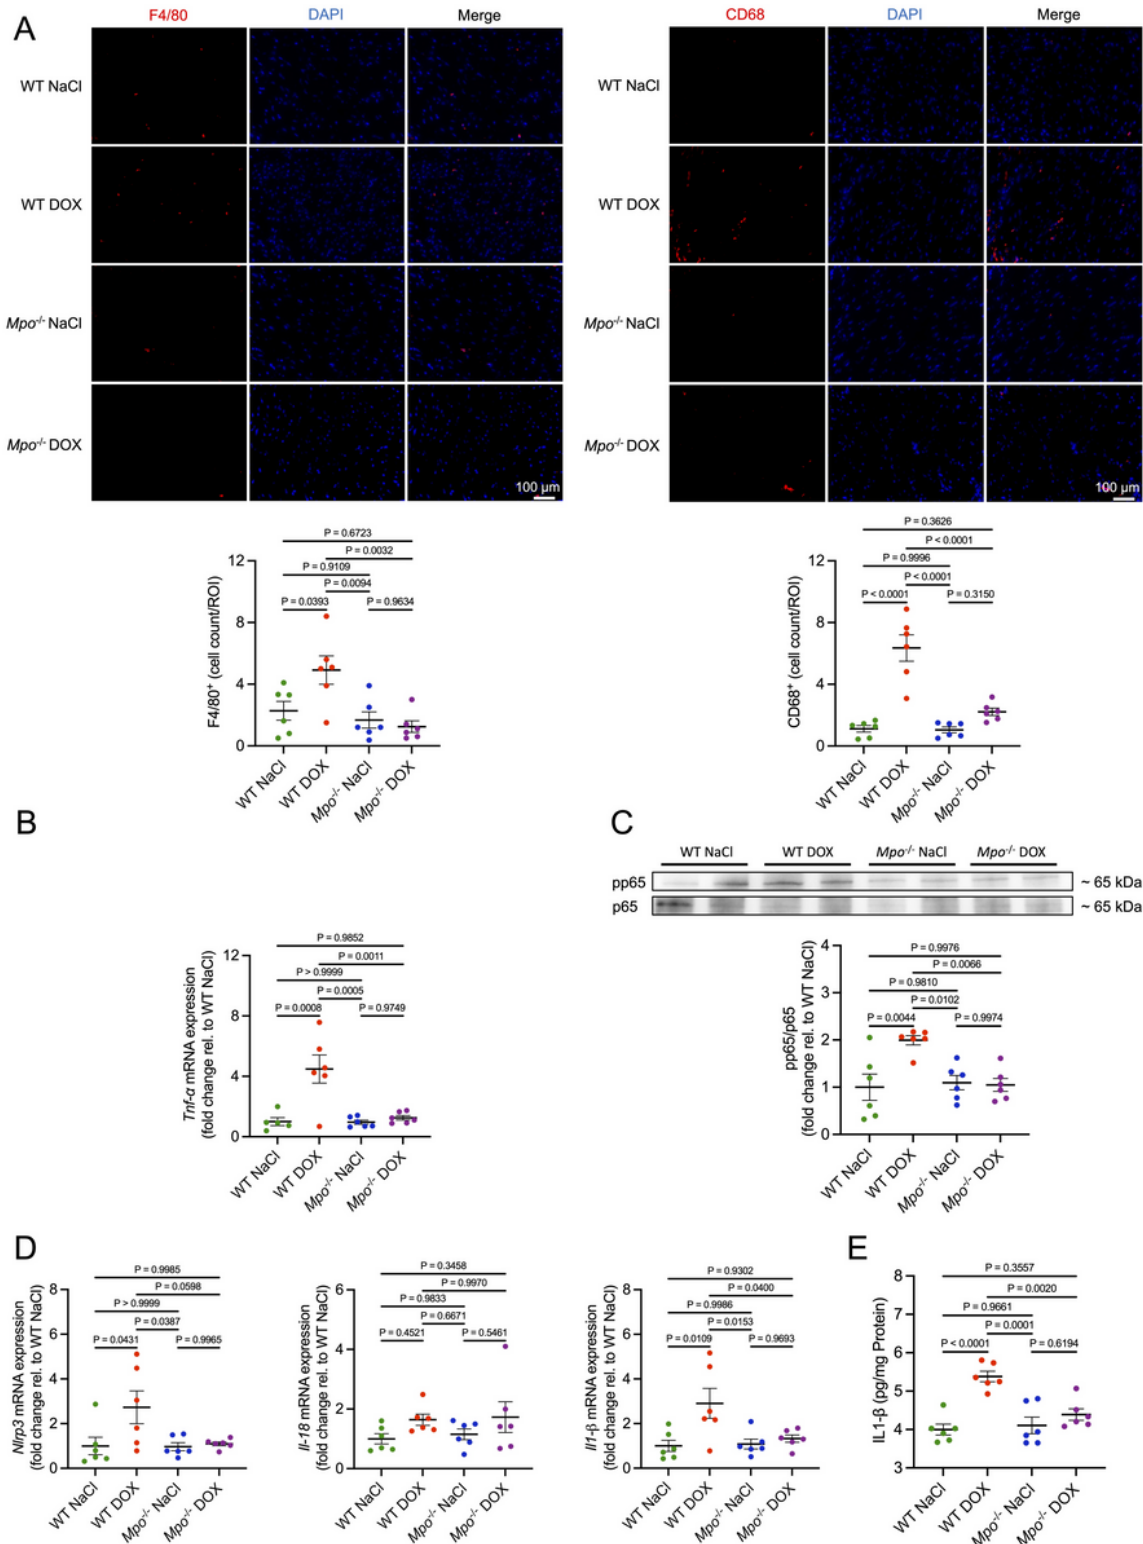 A
F4/80 DAPI Merge
CD68 DAPI Merge
WT NaCl
WT DOX
Mpo-/- NaCl
Mpo-/- DOX
100 µm
WT NaCl
WT DOX
Mpo-/- NaCl
Mpo-/- DOX
100 µm
P = 0.6723
P = 0.0032
P = 0.9109
P = 0.0094
P = 0.0393 P = 0.9634
F4/80+ (cell count/ROI)
12
8
4
0
WT NaCl
WT DOX
Mpo-/- NaCl
Mpo-/- DOX
P = 0.3626
P < 0.0001
P = 0.9996
P < 0.0001
P < 0.0001 P = 0.3150
CD68+ (cell count/ROI)
12
8
4
0
WT NaCl
WT DOX
Mpo-/- NaCl
Mpo-/- DOX
B
P = 0.9852
P = 0.0011
P > 0.9999
P = 0.0005
P = 0.0008 P = 0.9749
Tnf-α mRNA expression
(fold change rel. to WT NaCl)
12
8
4
0
WT NaCl
WT DOX
Mpo-/- NaCl
Mpo-/- DOX
C
WT NaCl WT DOX Mpo-/- NaCl Mpo-/- DOX
pp65 ~ 65 kDa
p65 ~ 65 kDa
P = 0.9976
P = 0.0066
P = 0.9810
P = 0.0102
P = 0.0044 P = 0.9974
pp65/p65
(fold change rel. to WT NaCl)
4
3
2
1
0
WT NaCl
WT DOX
Mpo-/- NaCl
Mpo-/- DOX
D
P = 0.9985
P = 0.0598
P > 0.9999
P = 0.0387
P = 0.0431 P = 0.9965
Nlrp3 mRNA expression
(fold change rel. to WT NaCl)
8
6
4
2
0
WT NaCl
WT DOX
Mpo-/- NaCl
Mpo-/- DOX
P = 0.3458
P = 0.9970
P = 0.9833
P = 0.6671
P = 0.4521 P = 0.5461
Il-18 mRNA expression
(fold change rel. to WT NaCl)
6
4
2
0
WT NaCl
WT DOX
Mpo-/- NaCl
Mpo-/- DOX
P = 0.9302
P = 0.0400
P = 0.9986
P = 0.0153
P = 0.0109 P = 0.9693
Il1-β mRNA expression
(fold change rel. to WT NaCl)
8
6
4
2
0
WT NaCl
WT DOX
Mpo-/- NaCl
Mpo-/- DOX
E
P = 0.3557
P = 0.0020
P = 0.9661
P = 0.0001
P < 0.0001 P = 0.6194
IL1-β (pg/mg Protein)
8
7
6
5
4
3
WT NaCl
WT DOX
Mpo-/- NaCl
Mpo-/- DOX